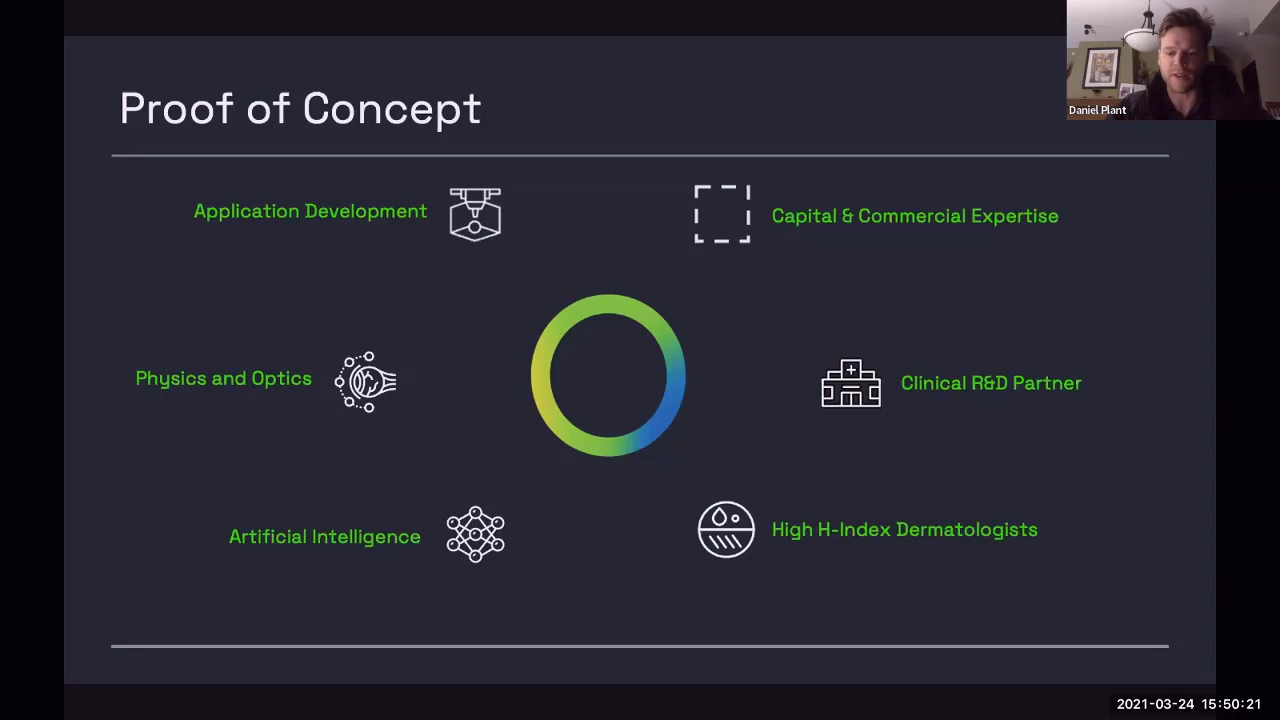 Proof of Concept
Daniel Plant
Application Development
Capital & Commercial Expertise
Physics and Optics
Clinical R&D Partner
Artificial Intelligence
High H-Index Dermatologists
2021-03-24 15:50:21